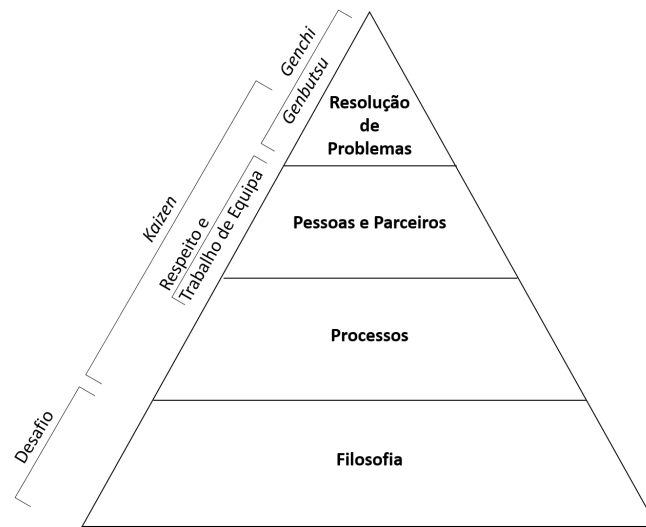 Genchi
Genbutsu
Kaizen
Respeito e
Trabalho de Equipa
Desafio
Resolução
de
Problemas
Pessoas e Parceiros
Processos
Filosofia